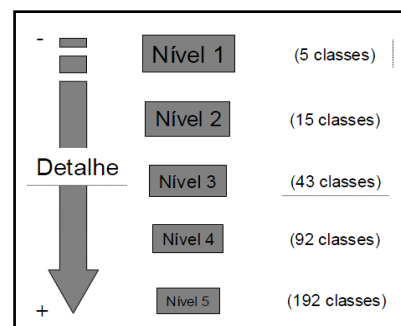 - Nível 1 (5 classes)
Nível 2 (15 classes)
Detalhe Nível 3 (43 classes)
Nível 4 (92 classes)
+ Nível 5 (192 classes)